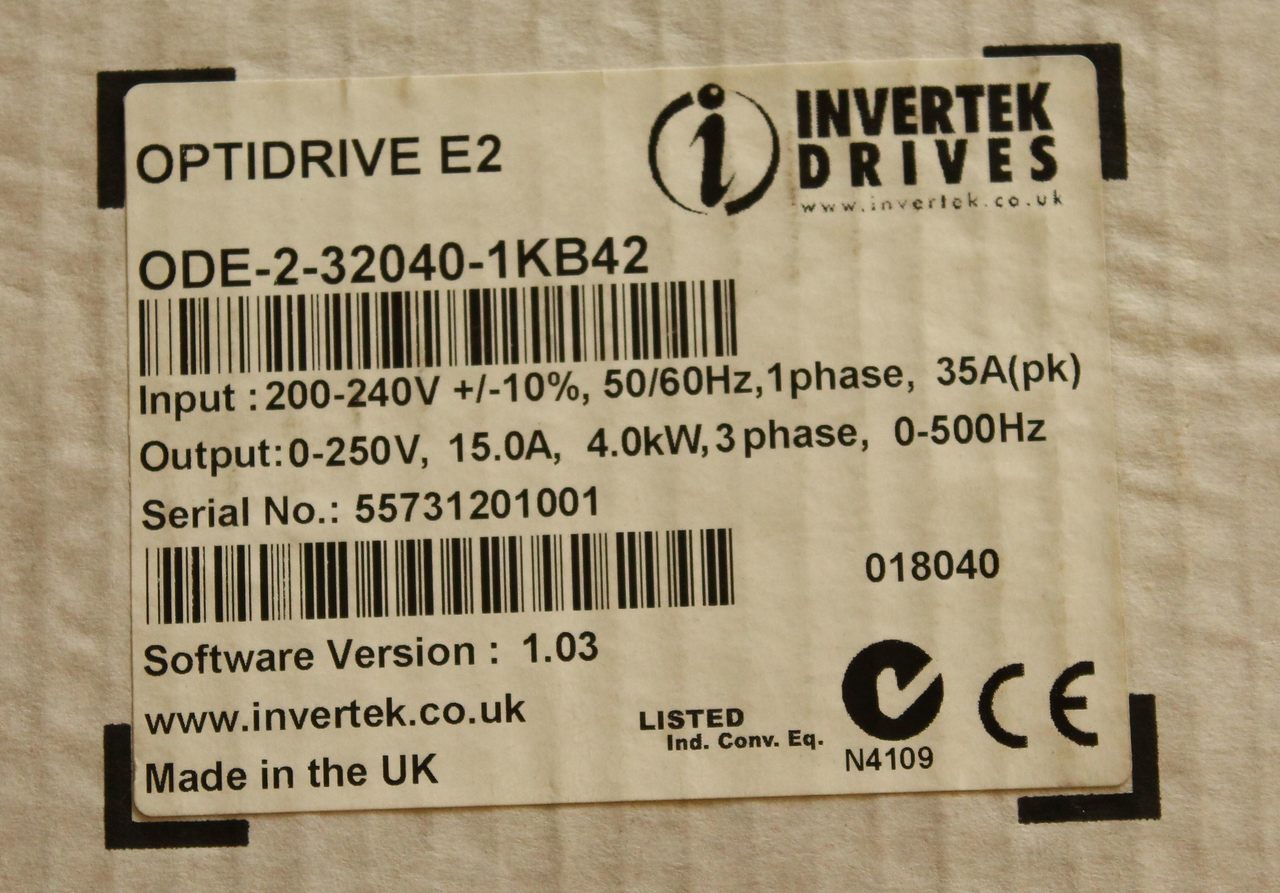 OPTIDRIVE E2
INVERTEK
DRIVES
www.invertek.co.uk
ODE-2-32040-1KB42
Input : 200-240V +/-10%, 50/60Hz,1phase, 35A(pk)
Output:0-250V, 15.0A, 4.0kW,3 phase, 0-500Hz
Serial No.: 55731201001
018040
Software Version : 1.03
www.invertek.co.uk
LISTED
Ind. Conv. Eq.
N4109
CE
Made in the UK